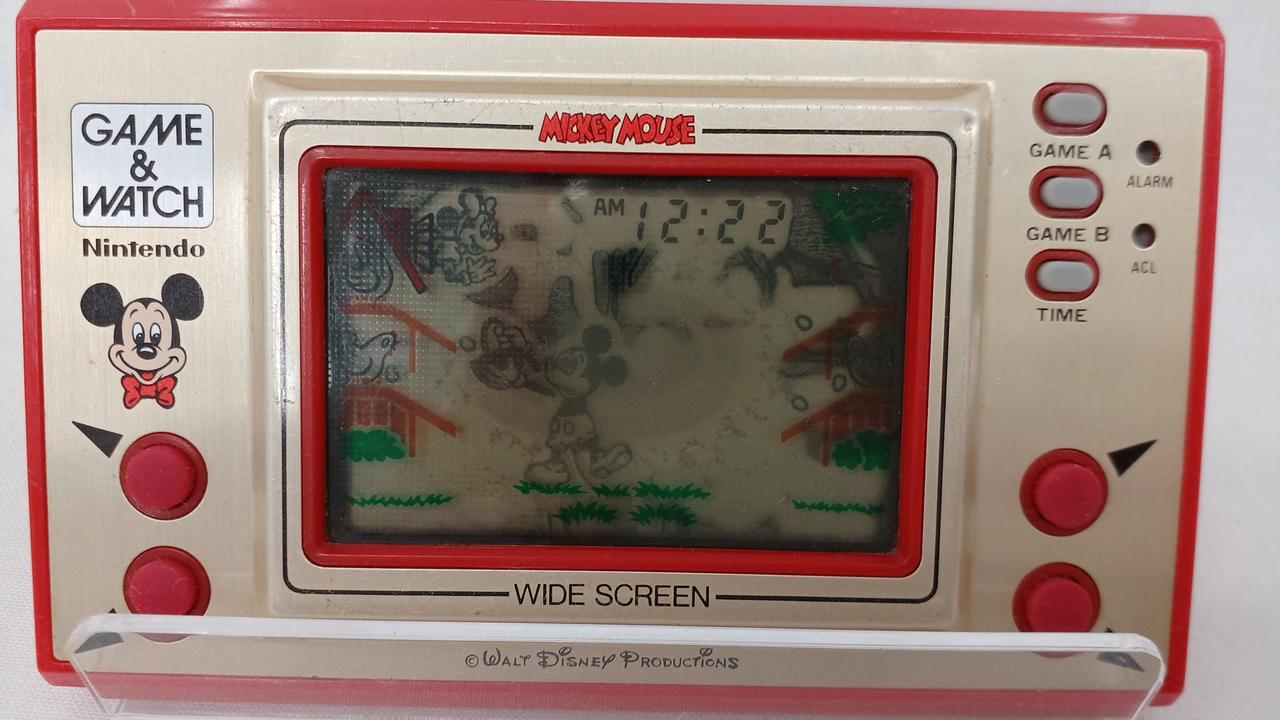 GAME
&
WATCH
Nintendo
MICKEY MOUSE
AM 12:22
GAME A
ALARM
GAME B
ACL
TIME
WIDE SCREEN
© WALT DISNEY PRODUCTIONS